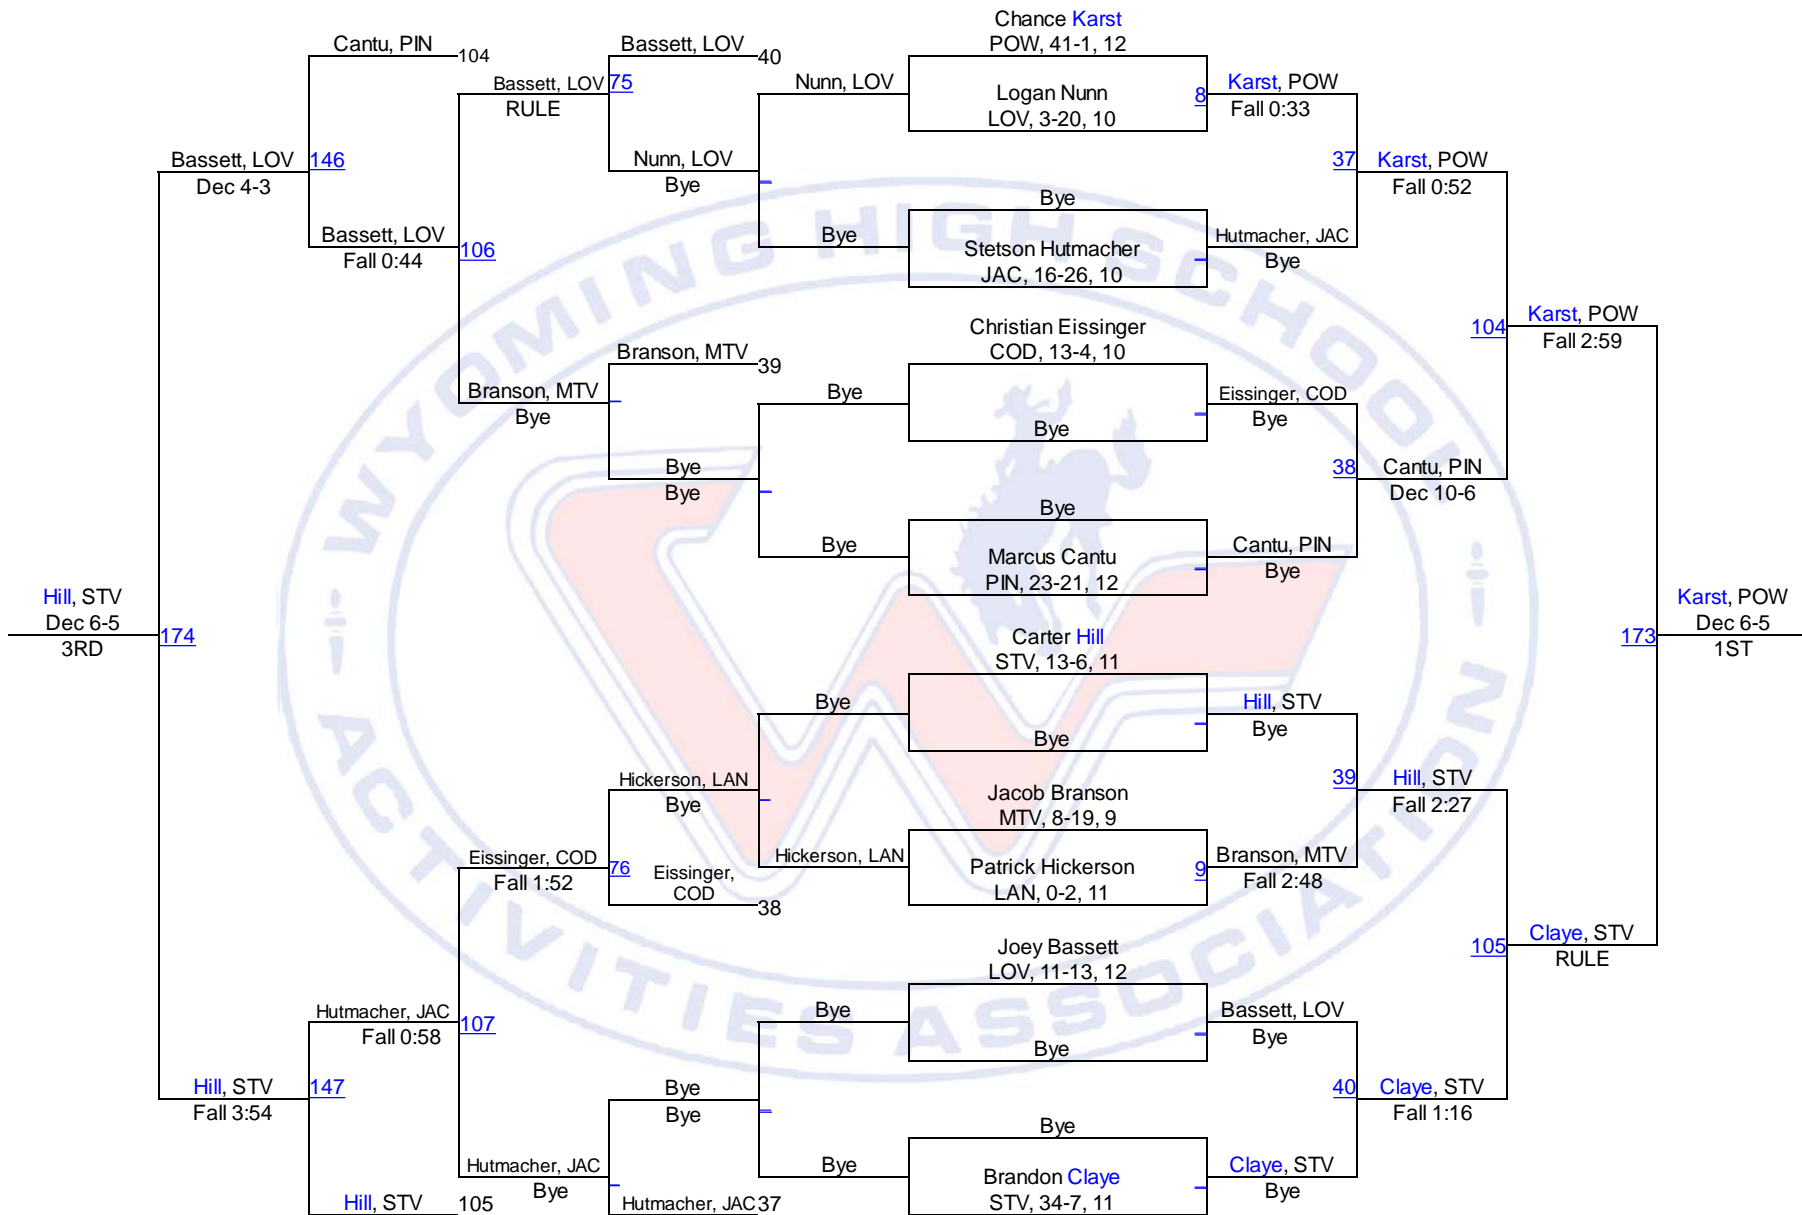 Chance Karst
POW, 41-1, 12
Cantu, PIN
104
Bassett, LOV
40
Bassett, LOV
75
RULE
Nunn, LOV
Logan Nunn
LOV, 3-20, 10
8
Karst, POW
Fall 0:33
Bassett, LOV
146
Dec 4-3
Nunn, LOV
Bye
37
Karst, POW
Fall 0:52
Bye
Bassett, LOV
106
Fall 0:44
Bye
Stetson Hutmacher
JAC, 16-26, 10
Hutmacher, JAC
Bye
Christian Eissinger
COD, 13-4, 10
104
Karst, POW
Fall 2:59
Branson, MTV
39
Branson, MTV
Bye
Bye
Bye
Eissinger, COD
Bye
Bye
Bye
38
Cantu, PIN
Dec 10-6
Bye
Bye
Marcus Cantu
PIN, 23-21, 12
Cantu, PIN
Bye
Hill, STV
Dec 6-5
3RD
174
Carter Hill
STV, 13-6, 11
173
Karst, POW
Dec 6-5
1ST
Bye
Bye
Hill, STV
Bye
Hickerson, LAN
Bye
Jacob Branson
MTV, 8-19, 9
39
Hill, STV
Fall 2:27
Eissinger, COD
76
Fall 1:52
Eissinger,
COD
38
Hickerson, LAN
Patrick Hickerson
LAN, 0-2, 11
9
Branson, MTV
Fall 2:48
Joey Bassett
LOV, 11-13, 12
105
Claye, STV
RULE
Hutmacher, JAC
107
Fall 0:58
Bye
Bye
Bassett, LOV
Bye
Hill, STV
147
Fall 3:54
Bye
Bye
40
Claye, STV
Fall 1:16
Bye
Hutmacher, JAC
Bye
Bye
Brandon Claye
STV, 34-7, 11
Claye, STV
Bye
Hill, STV
105
Hutmacher, JAC
37
WYOMING HIGH SCHOOL
ACTIVITIES ASSOCIATION